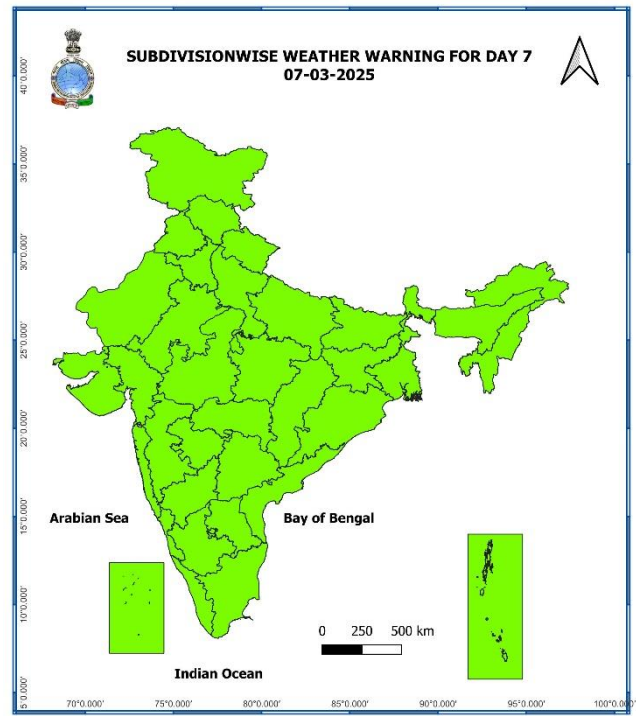 SUBDIVISIONWISE WEATHER WARNING FOR DAY 7
07-03-2025
40°0.000'
35°0.000'
30°0.000'
25°0.000'
20°0.000'
15°0.000'
10°0.000'
5°0.000'
Arabian Sea
Bay of Bengal
0 250 500 km
Indian Ocean
70°0.000' 75°0.000' 80°0.000' 85°0.000' 90°0.000' 95°0.000' 100°0.000'